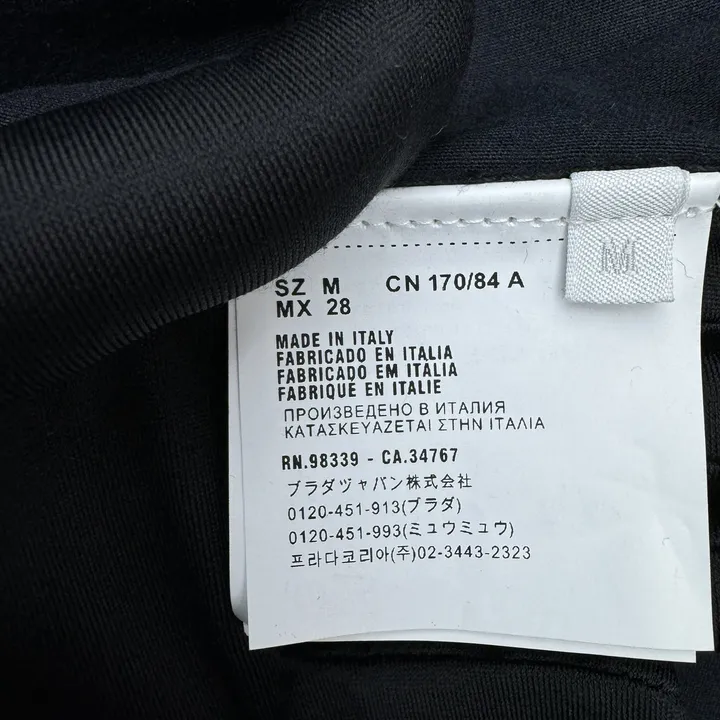 M
SZ M CN 170/84 A
MX 28
MADE IN ITALY
FABRICADO EN ITALIA
FABRICADO EM ITALIA
FABRIQUÉ EN ITALIE
ПРОИЗВЕДЕНО В ИТАЛИЯ
ΚΑΤΑΣΚΕΥΑΖΕΤΑΙ ΣΤΗΝ ΙΤΑΛΙΑ
RN.98339 - CA.34767
プラダヅャパン株式会社
0120-451-913(プラダ)
0120-451-993(ミュウミュウ)
프라다코리아(주)02-3443-2323